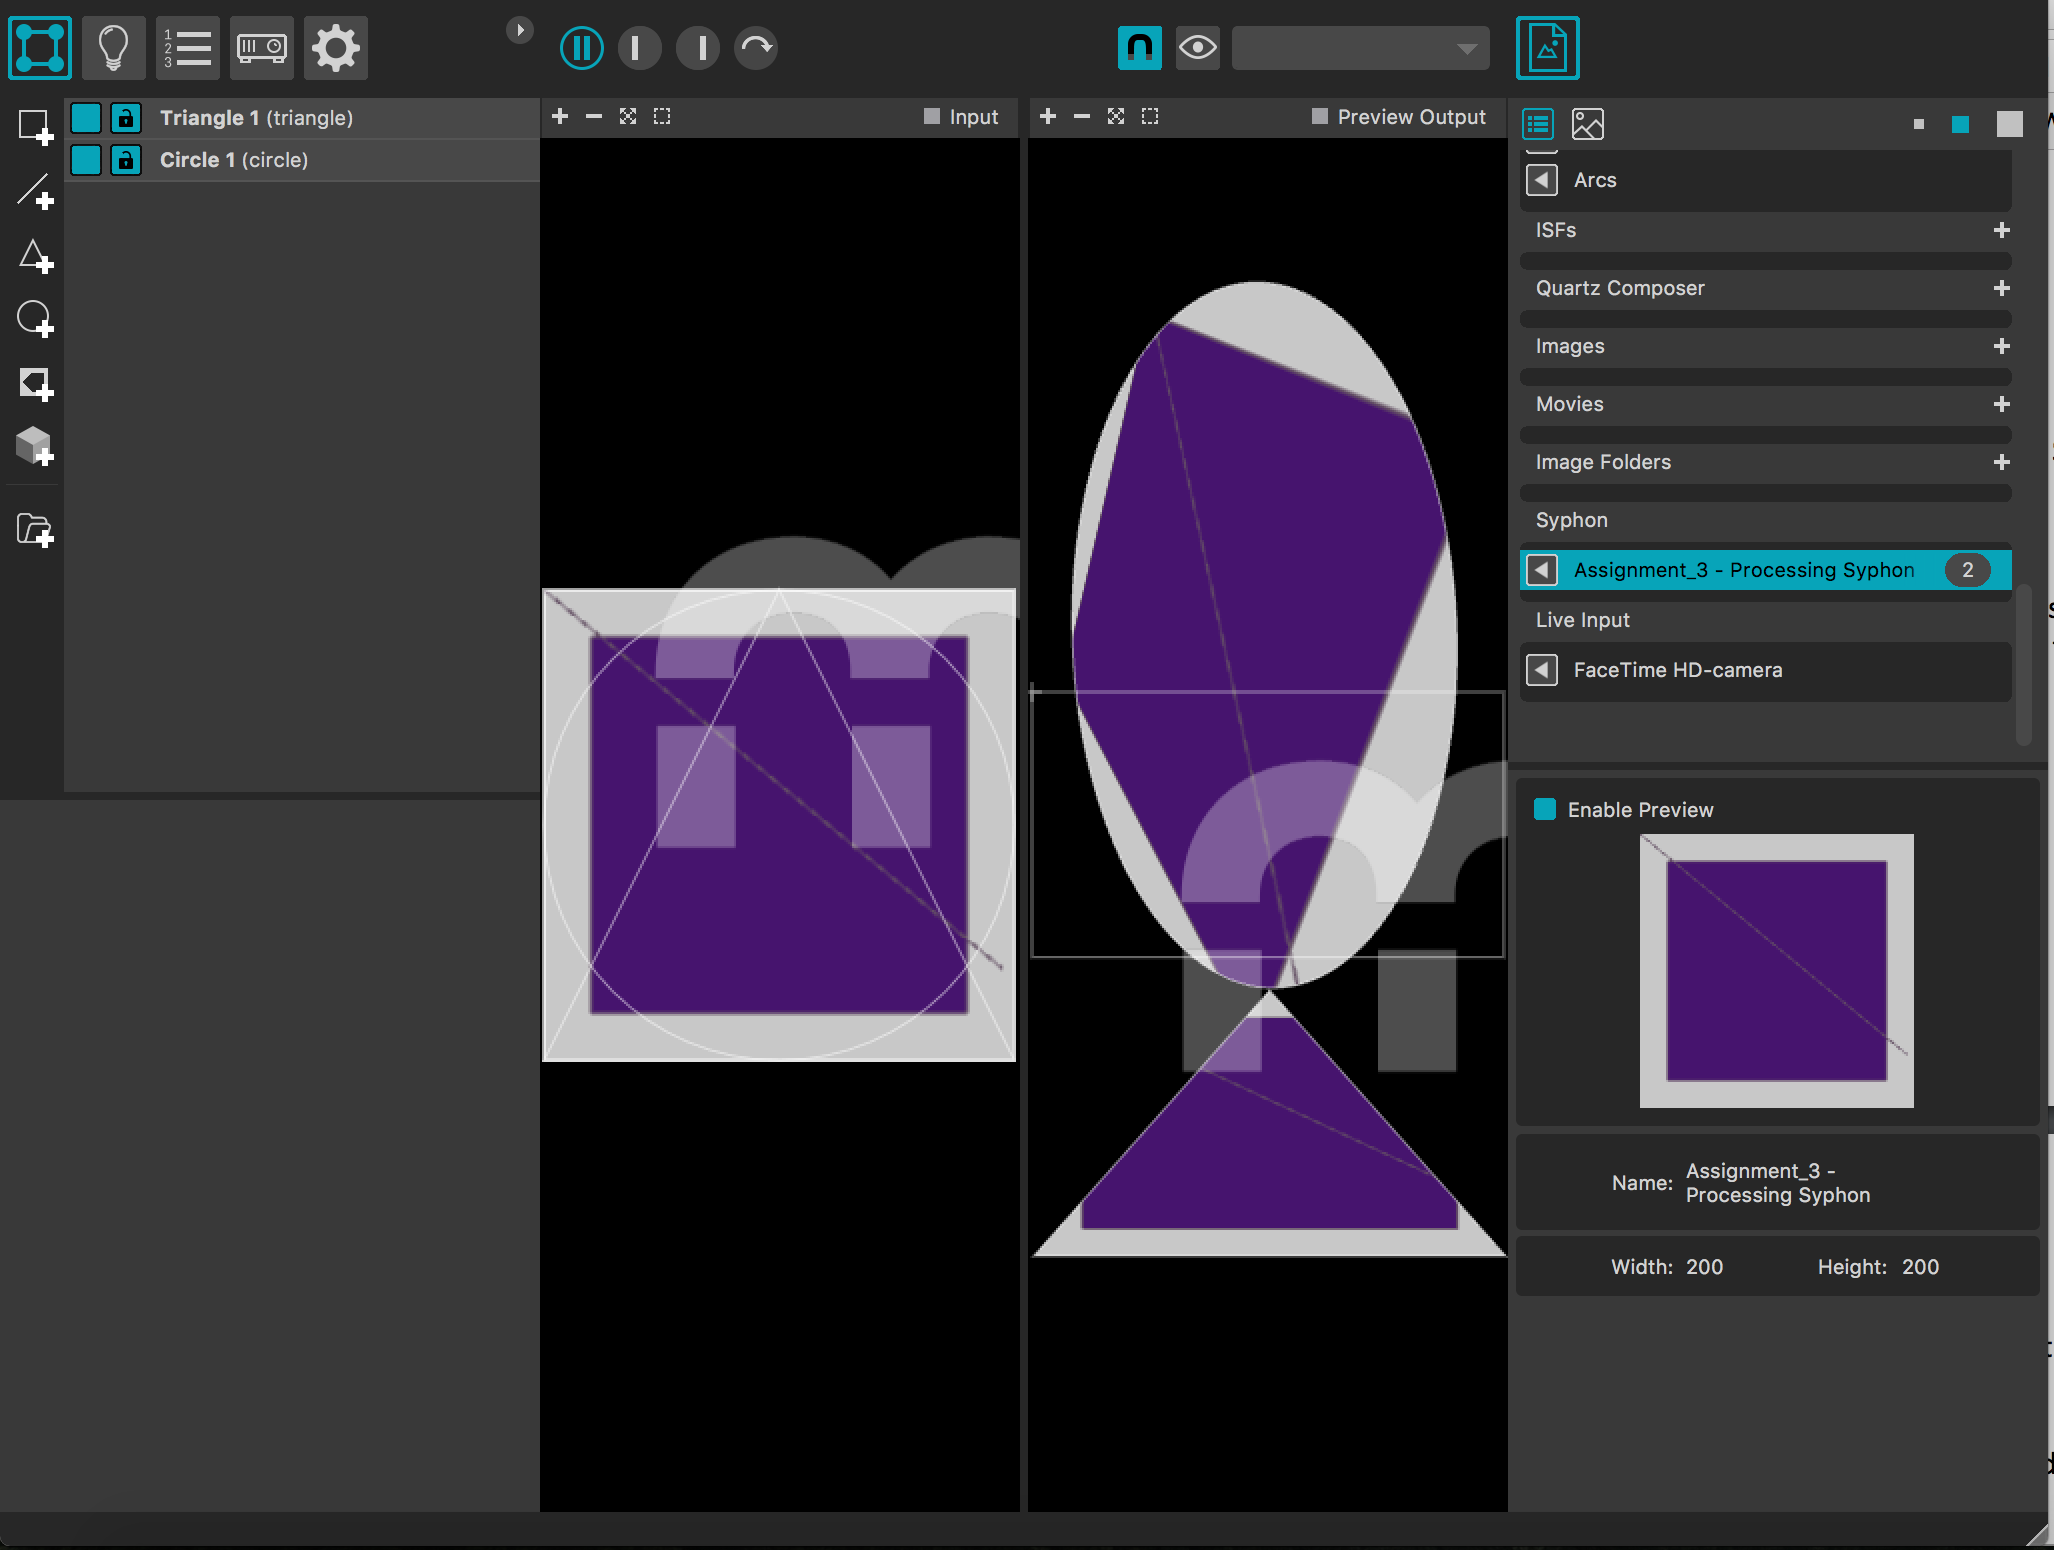 1
2
3
Triangle 1 (triangle)
Circle 1 (circle)
Input
Preview Output
Arcs
ISFs
Quartz Composer
Images
Movies
Image Folders
Syphon
Assignment_3 - Processing Syphon 2
Live Input
FaceTime HD-camera
Enable Preview
Name: Assignment_3 -
Processing Syphon
Width: 200 Height: 200